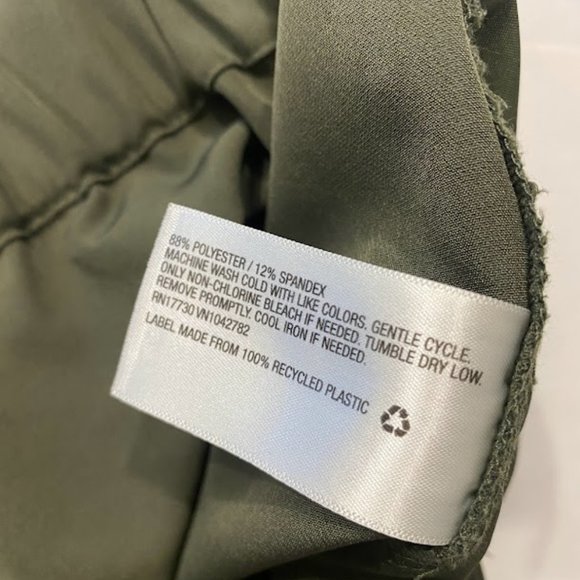 88% POLYESTER / 12% SPANDEX
MACHINE WASH COLD WITH LIKE COLORS. GENTLE CYCLE.
ONLY NON-CHLORINE BLEACH IF NEEDED. TUMBLE DRY LOW.
REMOVE PROMPTLY. COOL IRON IF NEEDED.
RN17730 VN1042782
LABEL MADE FROM 100% RECYCLED PLASTIC